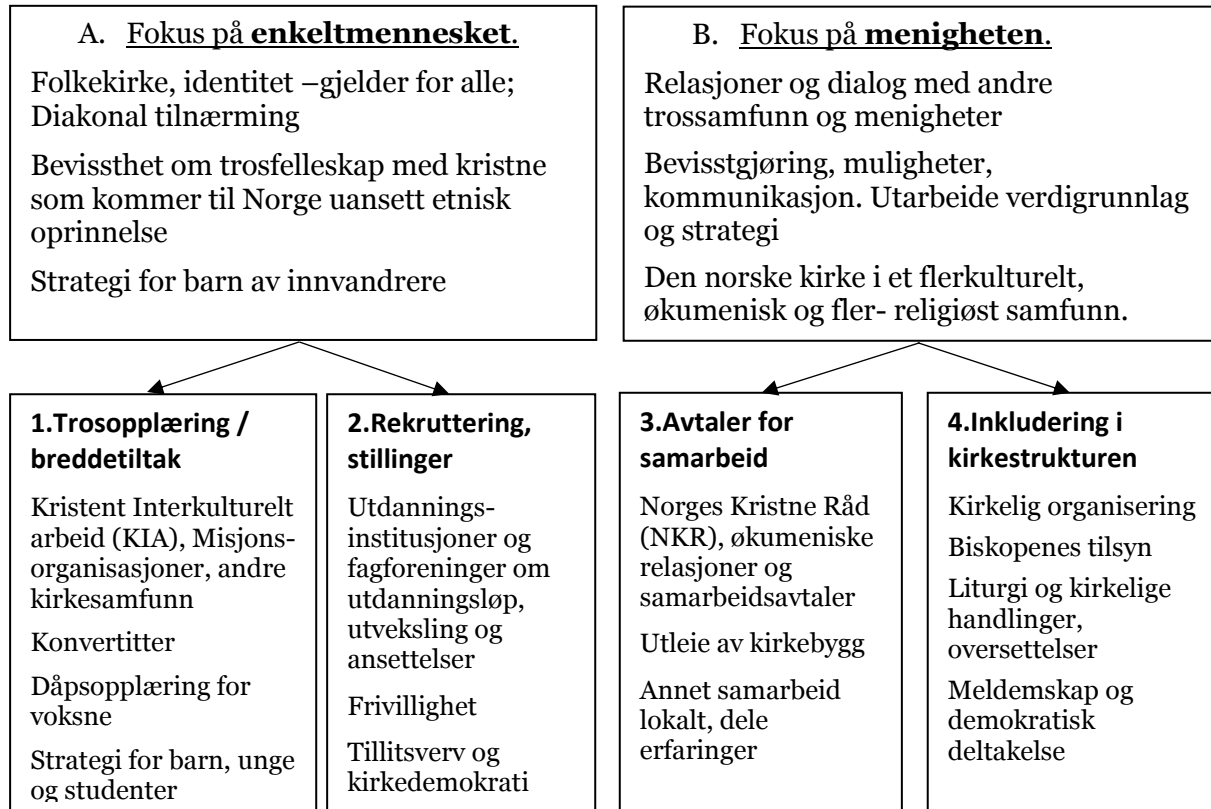 A. Fokus på enkeltmennesket.
Folkekirke, identitet –gjelder for alle;
Diakonal tilnærming
Bevissthet om trosfelleskap med kristne
som kommer til Norge uansett etnisk
oprinnelse
Strategi for barn av innvandrere
B. Fokus på menigheten.
Relasjoner og dialog med andre
trossamfunn og menigheter
Bevisstgjøring, muligheter,
kommunikasjon. Utarbeide verdigrunnlag
og strategi
Den norske kirke i et flerkulturelt,
økumenisk og fler- religiøst samfunn.
1.Trosopplæring /
breddetiltak
Kristent Interkulturelt
arbeid (KIA), Misjons-
organisasjoner, andre
kirkesamfunn
Konvertitter
Dåpsopplæring for
voksne
Strategi for barn, unge
og studenter
2.Rekruttering,
stillinger
Utdannings-
institusjoner og
fagforeninger om
utdanningsløp,
utveksling og
ansettelser
Frivillighet
Tillitsverv og
kirkedemokrati
3.Avtaler for
samarbeid
Norges Kristne Råd
(NKR), økumeniske
relasjoner og
samarbeidsavtaler
Utleie av kirkebygg
Annet samarbeid
lokalt, dele
erfaringer
4.Inkludering i
kirkestrukturen
Kirkelig organisering
Biskopenes tilsyn
Liturgi og kirkelige
handlinger,
oversettelser
Meldemskap og
demokratisk
deltakelse